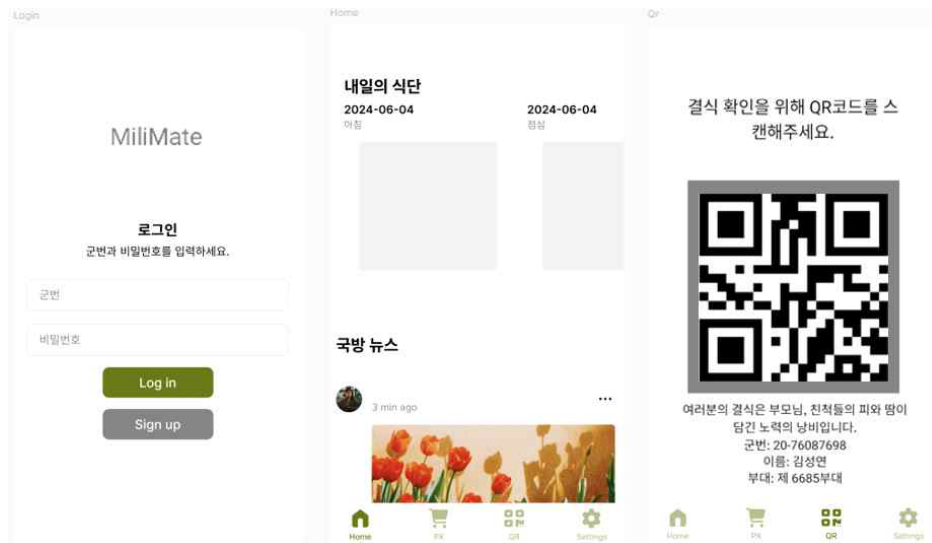 Login
MiliMate
로그인
군번과 비밀번호를 입력하세요.
군번
비밀번호
Log in
Sign up
Home
내일의 식단
2024-06-04
아침
2024-06-04
점심
국방 뉴스
3 min ago
Home
PX
QR
Settings
Qr
결식 확인을 위해 QR코드를 스
캔해주세요.
여러분의 결식은 부모님, 친척들의 피와 땀이
담긴 노력의 낭비입니다.
군번: 20-76087698
이름: 김성연
부대: 제 6685부대
Home
PX
QR
Settings